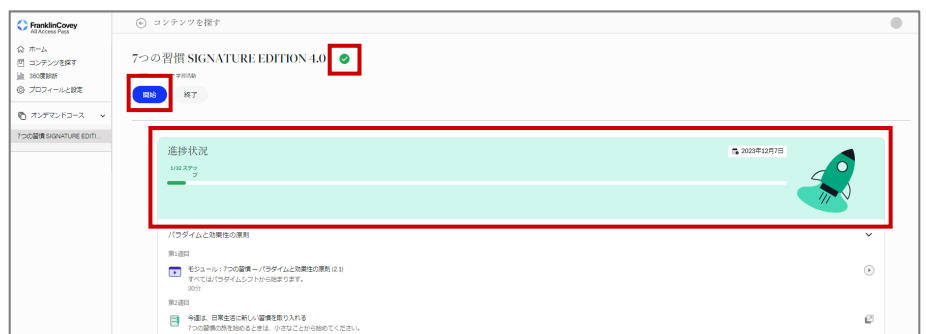 FranklinCovey
All Access Pass
コンテンツを探す
ホーム
コンテンツを探す
360度診断
プロフィールと設定
オンデマンドコース
7つの習慣 SIGNATURE EDITI...
7つの習慣 SIGNATURE EDITION 4.0
学習活動
開始
終了
進捗状況
2023年12月7日
1/32 ステッ
プ
パラダイムと効果性の原則
第1週目
モジュール：7つの習慣 – パラダイムと効果性の原則 (2.1)
すべてはパラダイムシフトから始まります。
30分
第2週目
今週は、日常生活に新しい習慣を取り入れる
7つの習慣の旅を始めるときは、小さなことから始めてください。